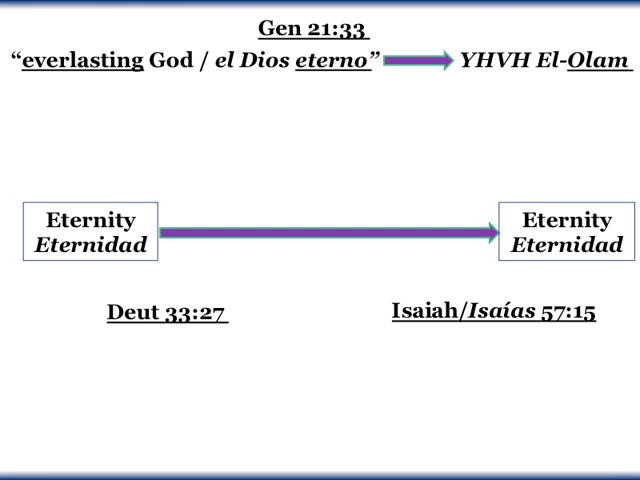 Gen 21:33
“everlasting God / el Dios eterno” YHVH El-Olam
Eternity
Eternidad
Eternity
Eternidad
Deut 33:27
Isaiah/Isaías 57:15